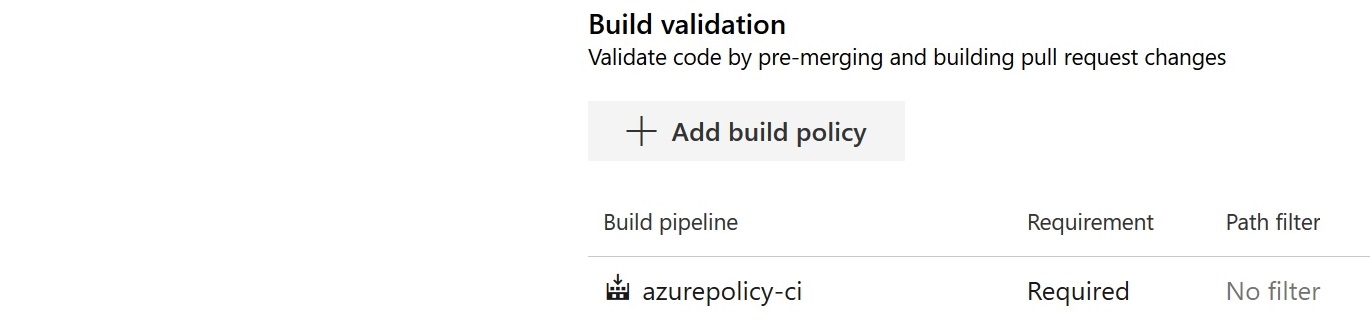 Build validation
Validate code by pre-merging and building pull request changes
Add build policy
Build pipeline Requirement Path filter
azurepolicy-ci Required No filter